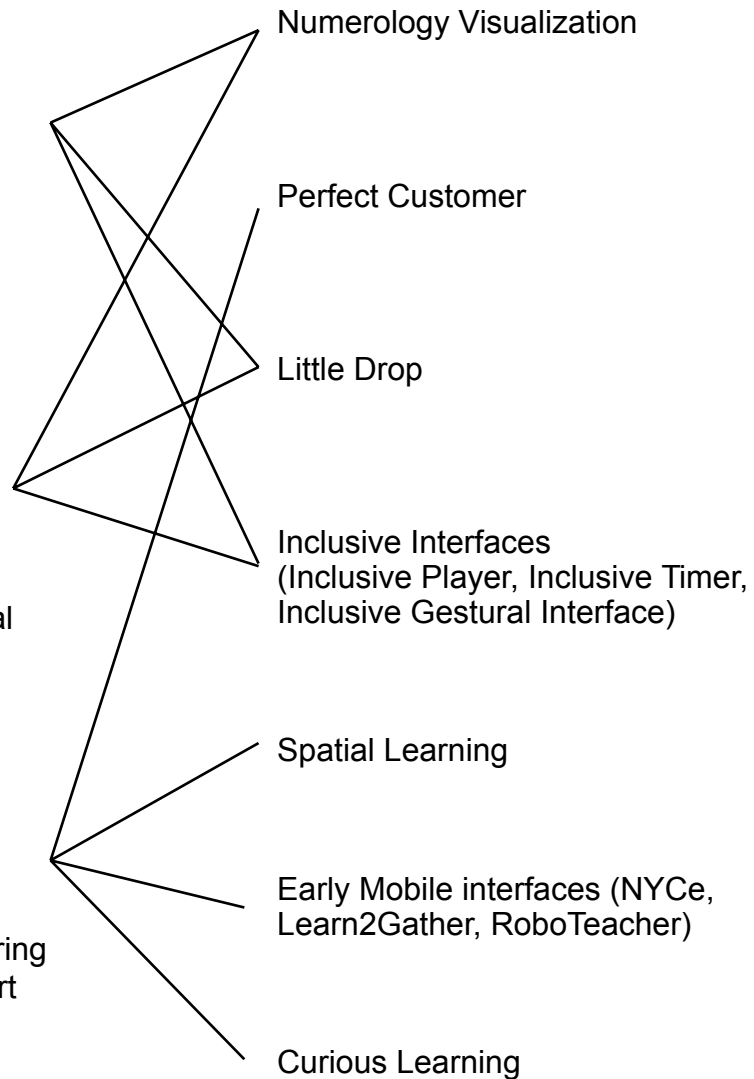 Numerology Visualization
Perfect Customer
Little Drop
Inclusive Interfaces
(Inclusive Player, Inclusive Timer,
Inclusive Gestural Interface)
Spatial Learning
Early Mobile interfaces (NYCe,
Learn2Gather, RoboTeacher)
Curious Learning